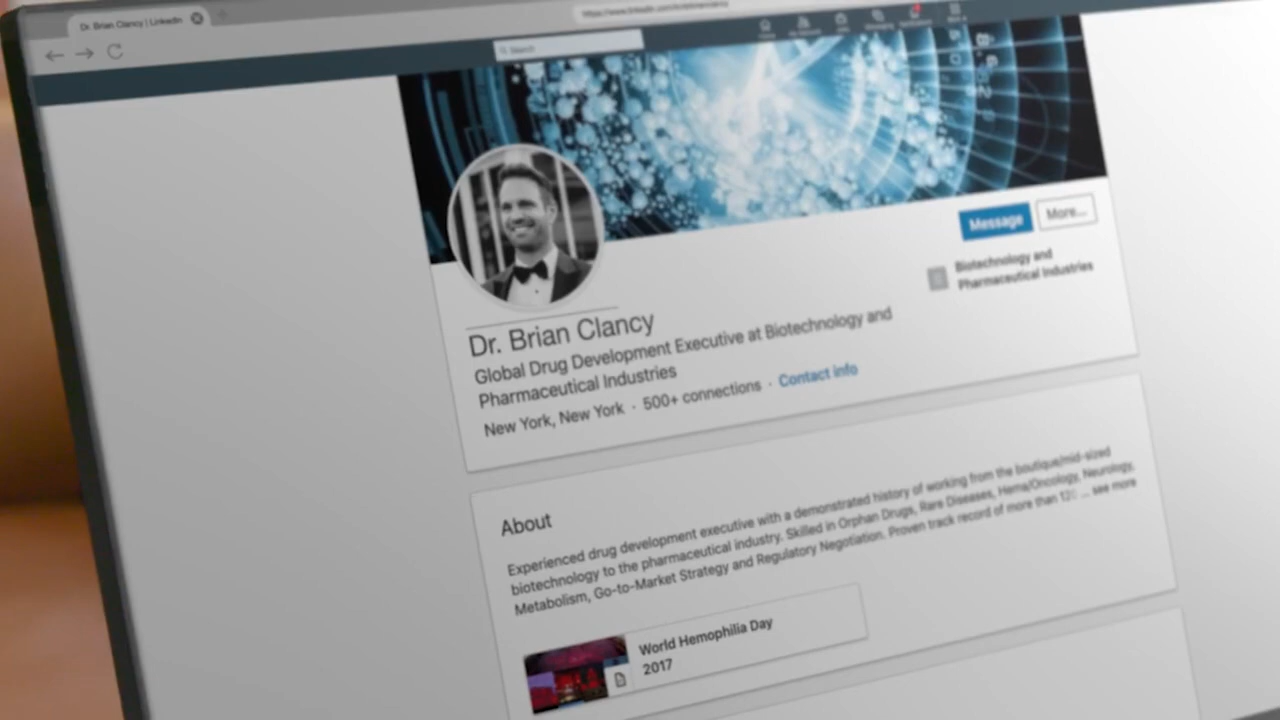 Dr. Brian Clancy | LinkedIn
Search
Message
More...
Biotechnology and
Pharmaceutical Industries
Dr. Brian Clancy
Global Drug Development Executive at Biotechnology and
Pharmaceutical Industries
New York, New York · 500+ connections · Contact info
About
Experienced drug development executive with a demonstrated history of working from the boutique/mid-sized
biotechnology to the pharmaceutical industry. Skilled in Orphan Drugs, Rare Diseases, Hema/Oncology, Neurology,
Metabolism, Go-to-Market Strategy and Regulatory Negotiation. Proven track record of more than ... see more
World Hemophilia Day
2017